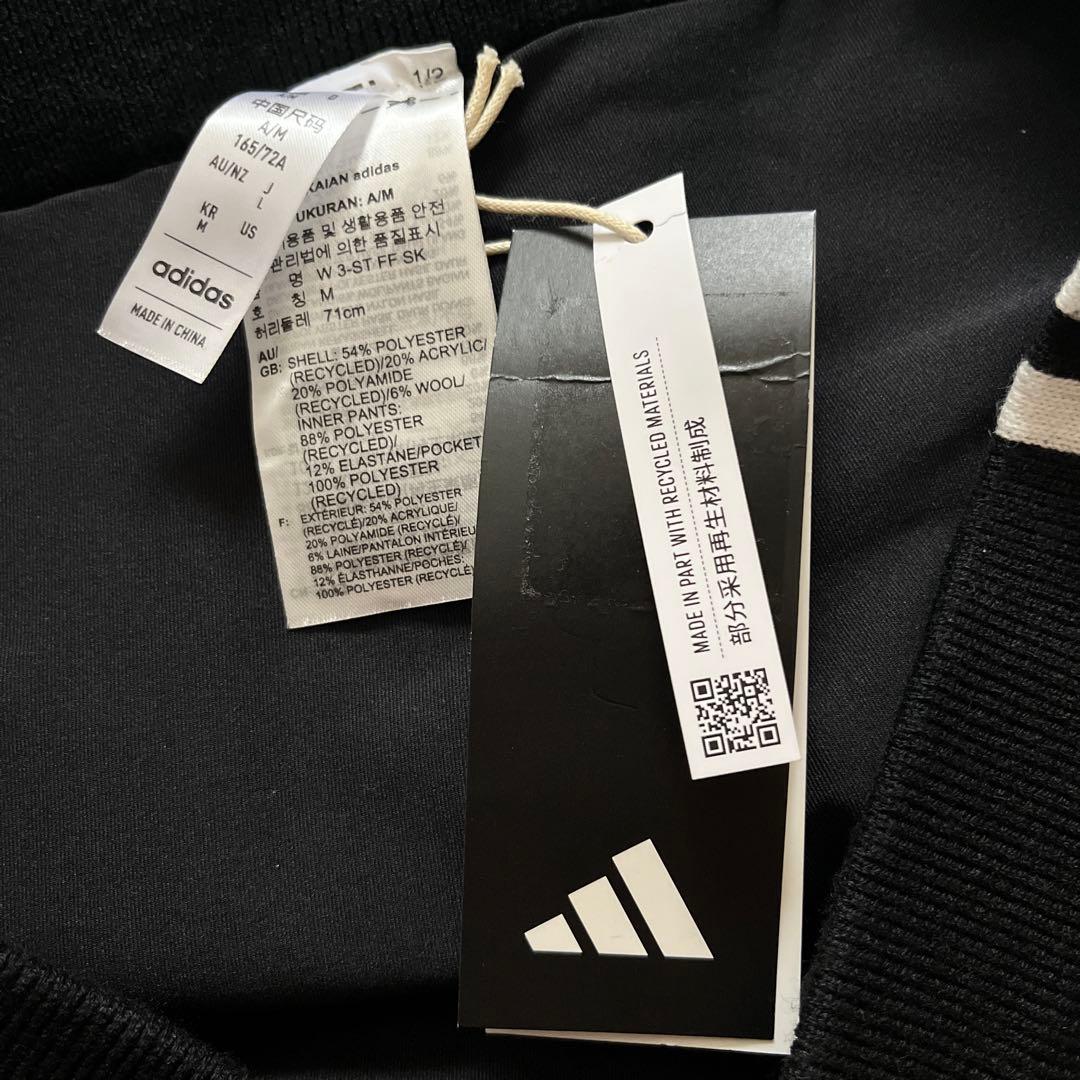 中国尺码
A/M
165/72A
AU/NZ J
L
KR US
M
adidas
MADE IN CHINA
1/2
adidas
UKURAN: A/M
및 생활용품 안전
관리법에 의한 품질표시
명 W 3-ST FF SK
칭 M
허리둘레 71cm
AU/
GB: SHELL: 54% POLYESTER
(RECYCLED)/20% ACRYLIC/
20% POLYAMIDE
(RECYCLED)/6% WOOL/
INNER PANTS:
88% POLYESTER
(RECYCLED)/
12% ELASTANE/POCKET
100% POLYESTER
(RECYCLED)
F: EXTÉRIEUR: 54% POLYESTER
(RECYCLÉ)/20% ACRYLIQUE/
20% POLYAMIDE (RECYCLÉ)/
6% LAINE/PANTALON INTÉRIEU
88% POLYESTER (RECYCLÉ)/
12% ÉLASTHANNE/POCHES:
100% POLYESTER (RECYCLÉ)
MADE IN PART WITH RECYCLED MATERIALS
部分采用再生材料制成